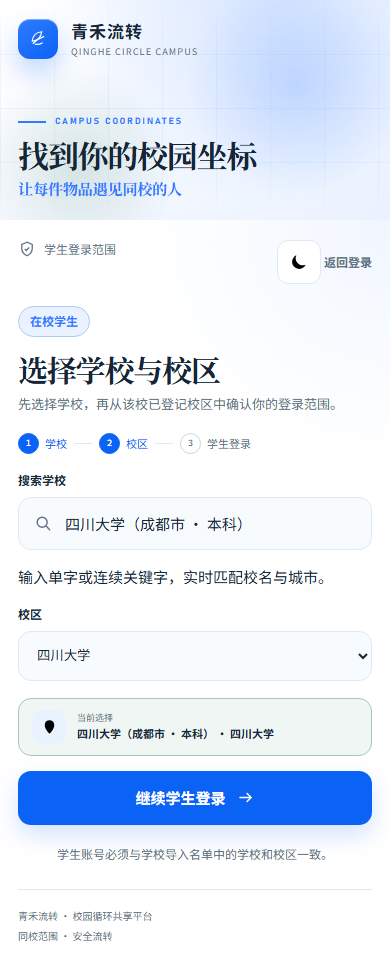 青禾流转
QINGHE CIRCLE CAMPUS
CAMPUS COORDINATES
找到你的校园坐标
让每件物品遇见同校的人
学生登录范围
返回登录
在校学生
选择学校与校区
先选择学校，再从该校已登记校区中确认你的登录范围。
1 学校 2 校区 3 学生登录
搜索学校
四川大学（成都市 · 本科）
输入单字或连续关键字，实时匹配校名与城市。
校区
四川大学
当前选择
四川大学（成都市 · 本科） · 四川大学
继续学生登录 →
学生账号必须与学校导入名单中的学校和校区一致。
青禾流转 · 校园循环共享平台
同校范围 · 安全流转